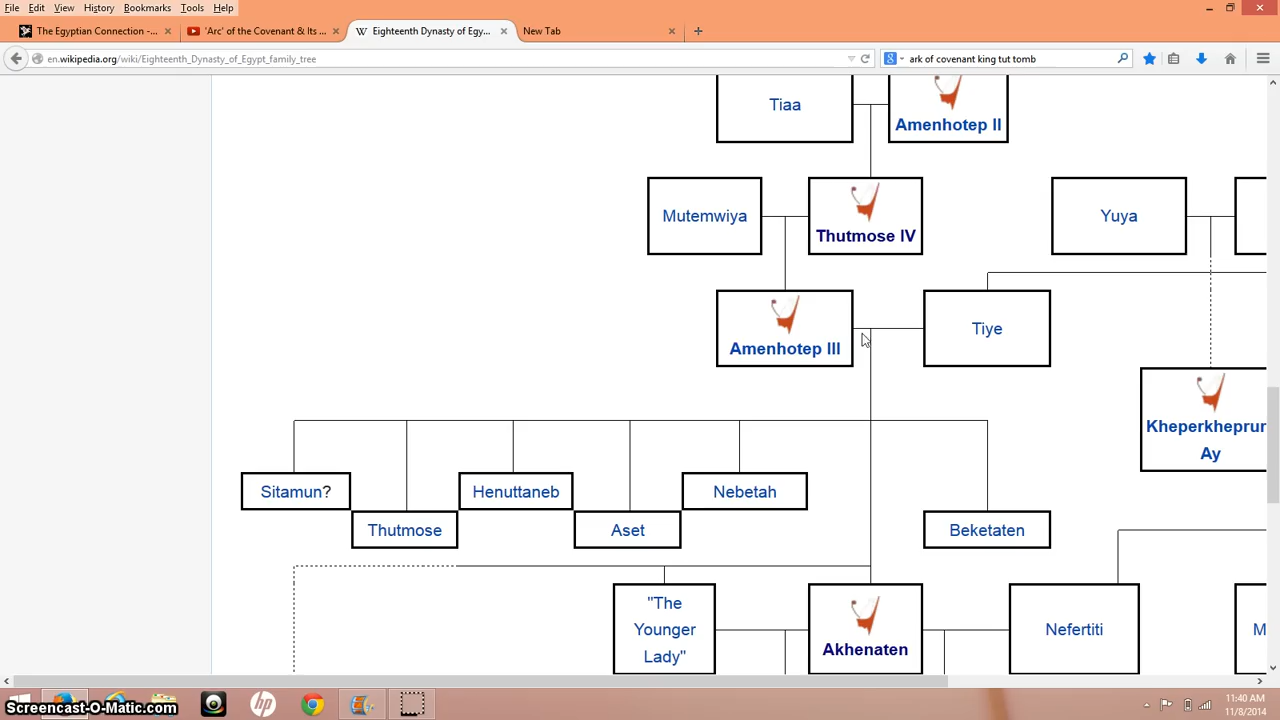 File Edit View History Bookmarks Tools Help
The Egyptian Connection -... × 'Arc' of the Covenant & Its ... × W Eighteenth Dynasty of Egy... × New Tab × +
en.wikipedia.org/wiki/Eighteenth_Dynasty_of_Egypt_family_tree
ark of covenant king tut tomb
Tiaa
Amenhotep II
Mutemwiya
Thutmose IV
Yuya
Amenhotep III
Tiye
Kheperkheprur
Ay
Sitamun?
Henuttaneb
Nebetah
Thutmose
Aset
Beketaten
"The
Younger
Lady"
Akhenaten
Nefertiti
M
Screencast-O-Matic.com
hp
11:40 AM
11/8/2014